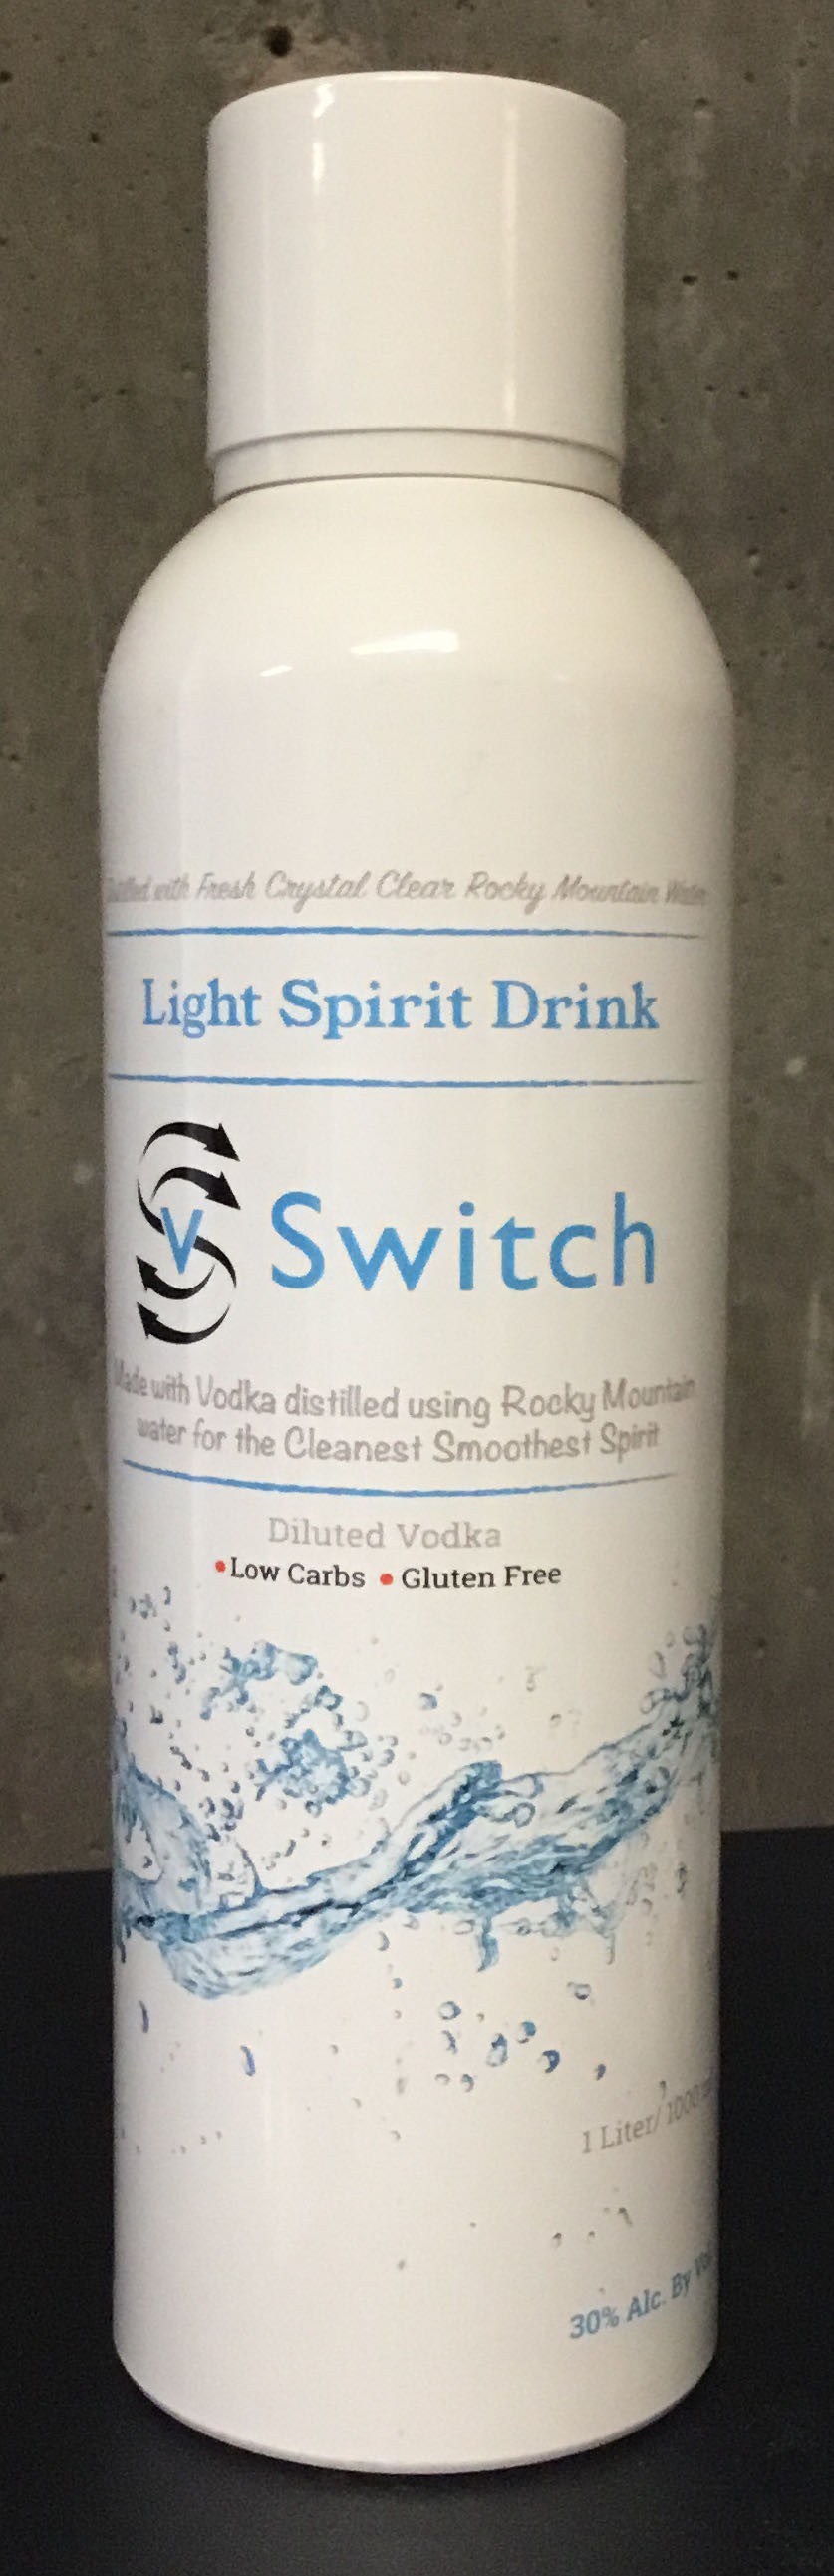 with Fresh Crystal Clear Rocky Mountain Water
Light Spirit Drink
V
Switch
Made with Vodka distilled using Rocky Mountain
water for the Cleanest Smoothest Spirit
Diluted Vodka
•Low Carbs • Gluten Free
1 Liter/ 1000
30% Alc. By